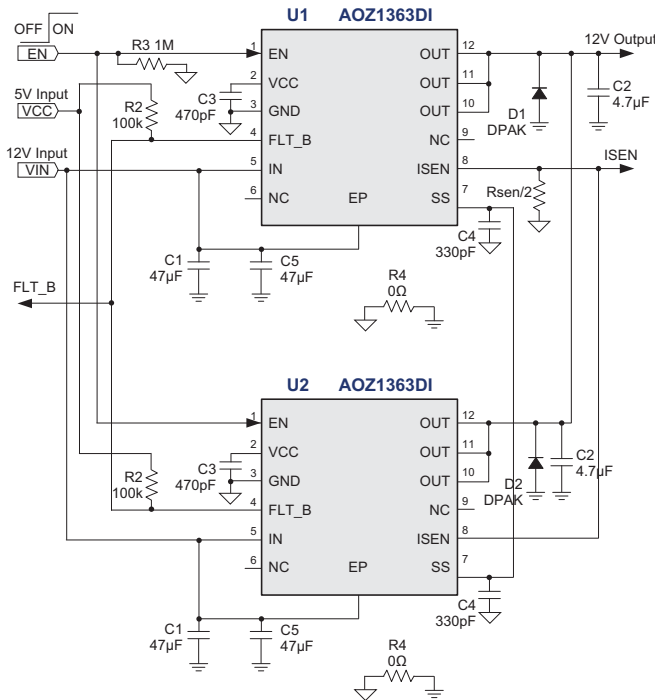 U1 AOZ1363DI
OFF ON
EN
R3 1M
5V Input
VCC
R2
100k
C3
470pF
12V Input
VIN
1 EN
2 VCC
3 GND
4 FLT_B
5 IN
6 NC
EP
OUT 12
OUT 11
OUT 10
NC 9
ISEN 8
SS 7
12V Output
D1
DPAK
C2
4.7µF
ISEN
Rsen/2
C4
330pF
C1
47µF
C5
47µF
R4
0Ω
FLT_B
U2 AOZ1363DI
R2
100k
C3
470pF
1 EN
2 VCC
3 GND
4 FLT_B
5 IN
6 NC
EP
OUT 12
OUT 11
OUT 10
NC 9
ISEN 8
SS 7
D2
DPAK
C2
4.7µF
C4
330pF
C1
47µF
C5
47µF
R4
0Ω